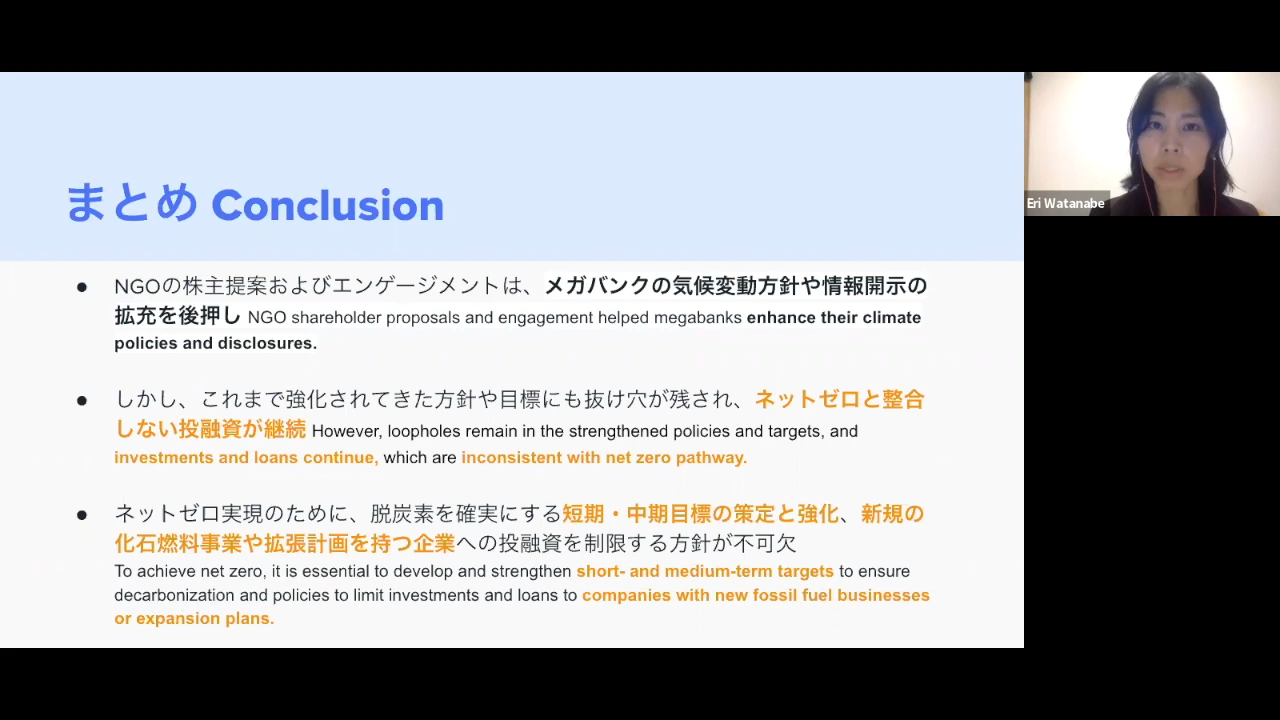 まとめ Conclusion
Eri Watanabe
● NGOの株主提案およびエンゲージメントは、メガバンクの気候変動方針や情報開示の
拡充を後押し NGO shareholder proposals and engagement helped megabanks enhance their climate
policies and disclosures.
● しかし、これまで強化されてきた方針や目標にも抜け穴が残され、ネットゼロと整合
しない投融資が継続 However, loopholes remain in the strengthened policies and targets, and
investments and loans continue, which are inconsistent with net zero pathway.
● ネットゼロ実現のために、脱炭素を確実にする短期・中期目標の策定と強化、新規の
化石燃料事業や拡張計画を持つ企業への投融資を制限する方針が不可欠
To achieve net zero, it is essential to develop and strengthen short- and medium-term targets to ensure
decarbonization and policies to limit investments and loans to companies with new fossil fuel businesses
or expansion plans.